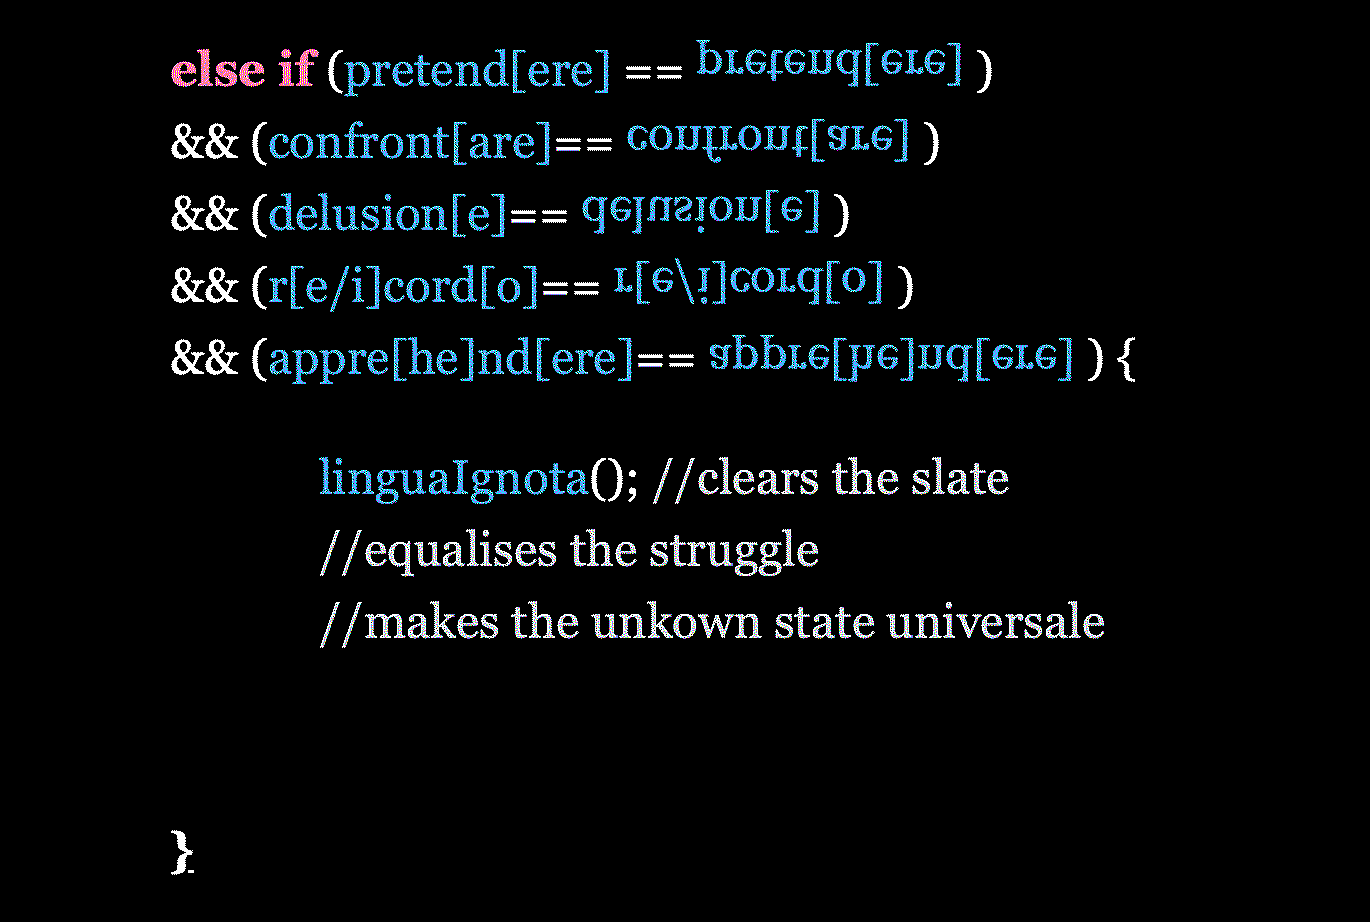 else if (pretend[ere] == pretend[ere] )
&& (confront[are]== confront[are] )
&& (delusion[e]== delusion[e] )
&& (r[e/i]cord[o]== r[e\i]cord[o] )
&& (appre[he]nd[ere]== appre[he]nd[ere] ) {
linguaIgnota(); //clears the slate
//equalises the struggle
//makes the unkown state universale
}